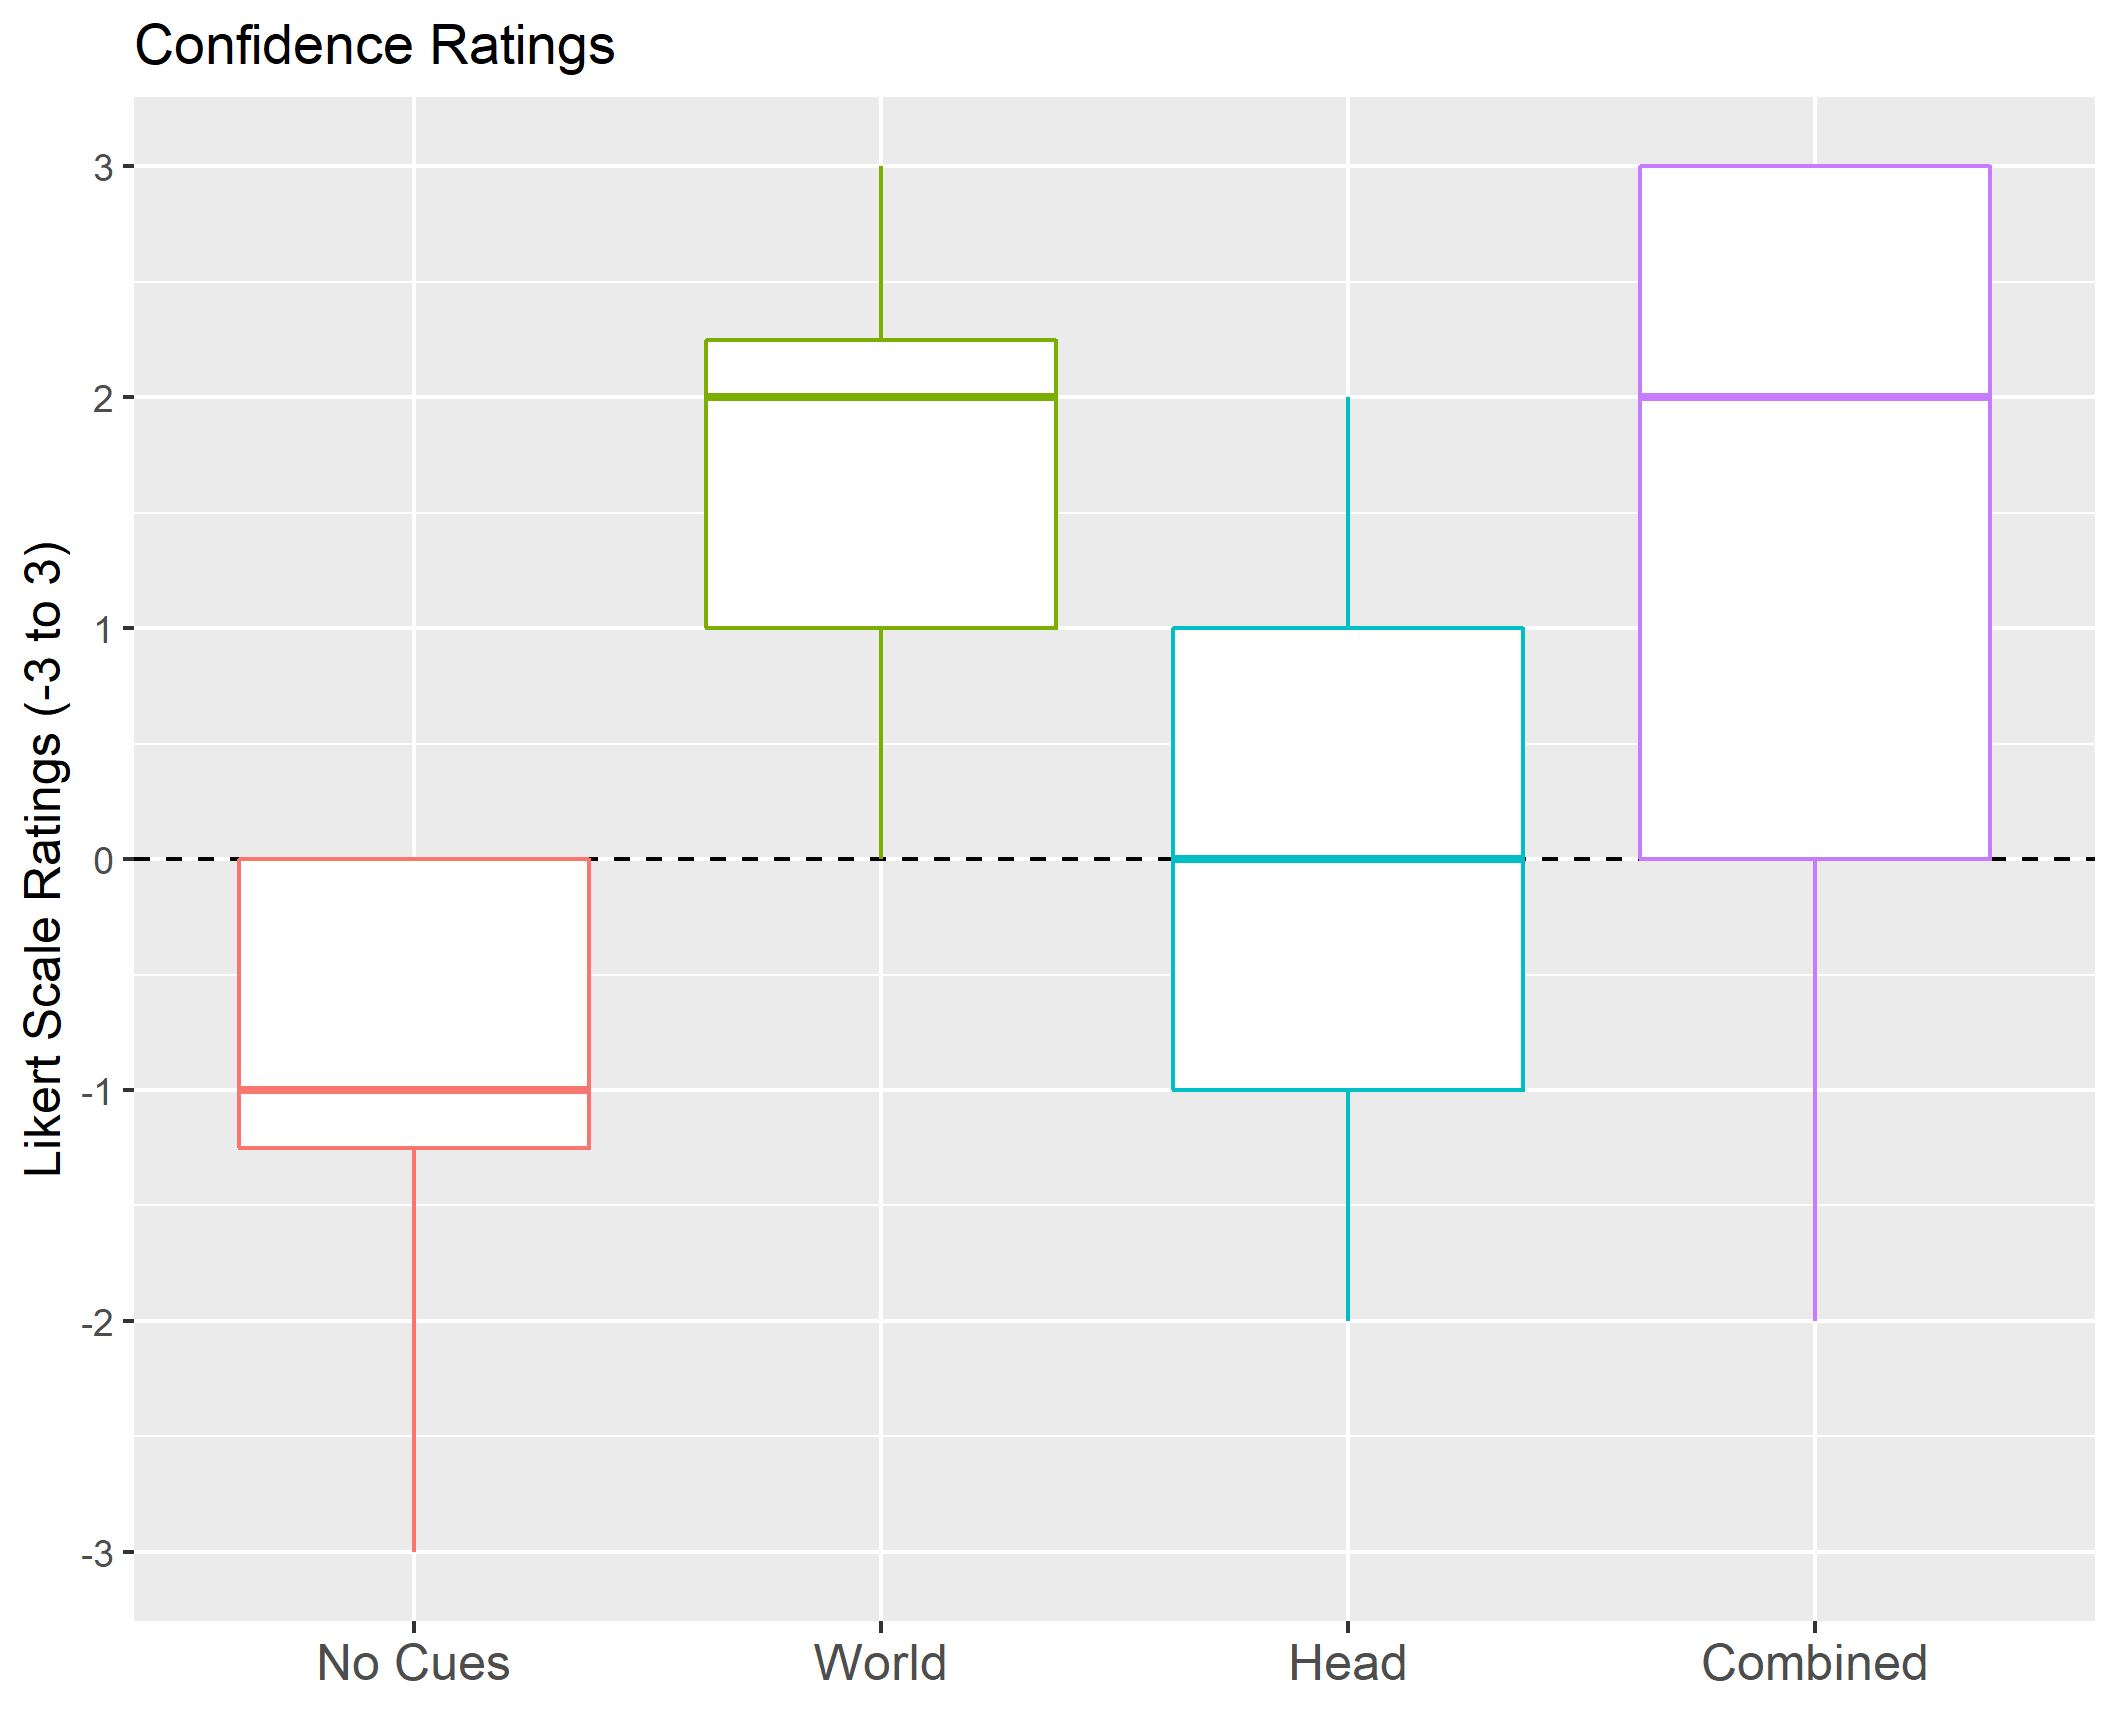 Confidence Ratings
Likert Scale Ratings (-3 to 3)
3
2
1
0
-1
-2
-3
No Cues
World
Head
Combined